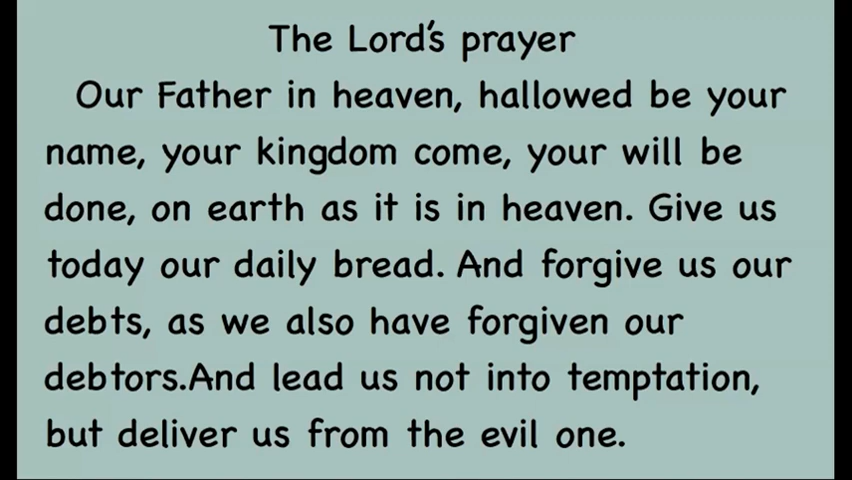 The Lord's prayer
Our Father in heaven, hallowed be your
name, your kingdom come, your will be
done, on earth as it is in heaven. Give us
today our daily bread. And forgive us our
debts, as we also have forgiven our
debtors.And lead us not into temptation,
but deliver us from the evil one.